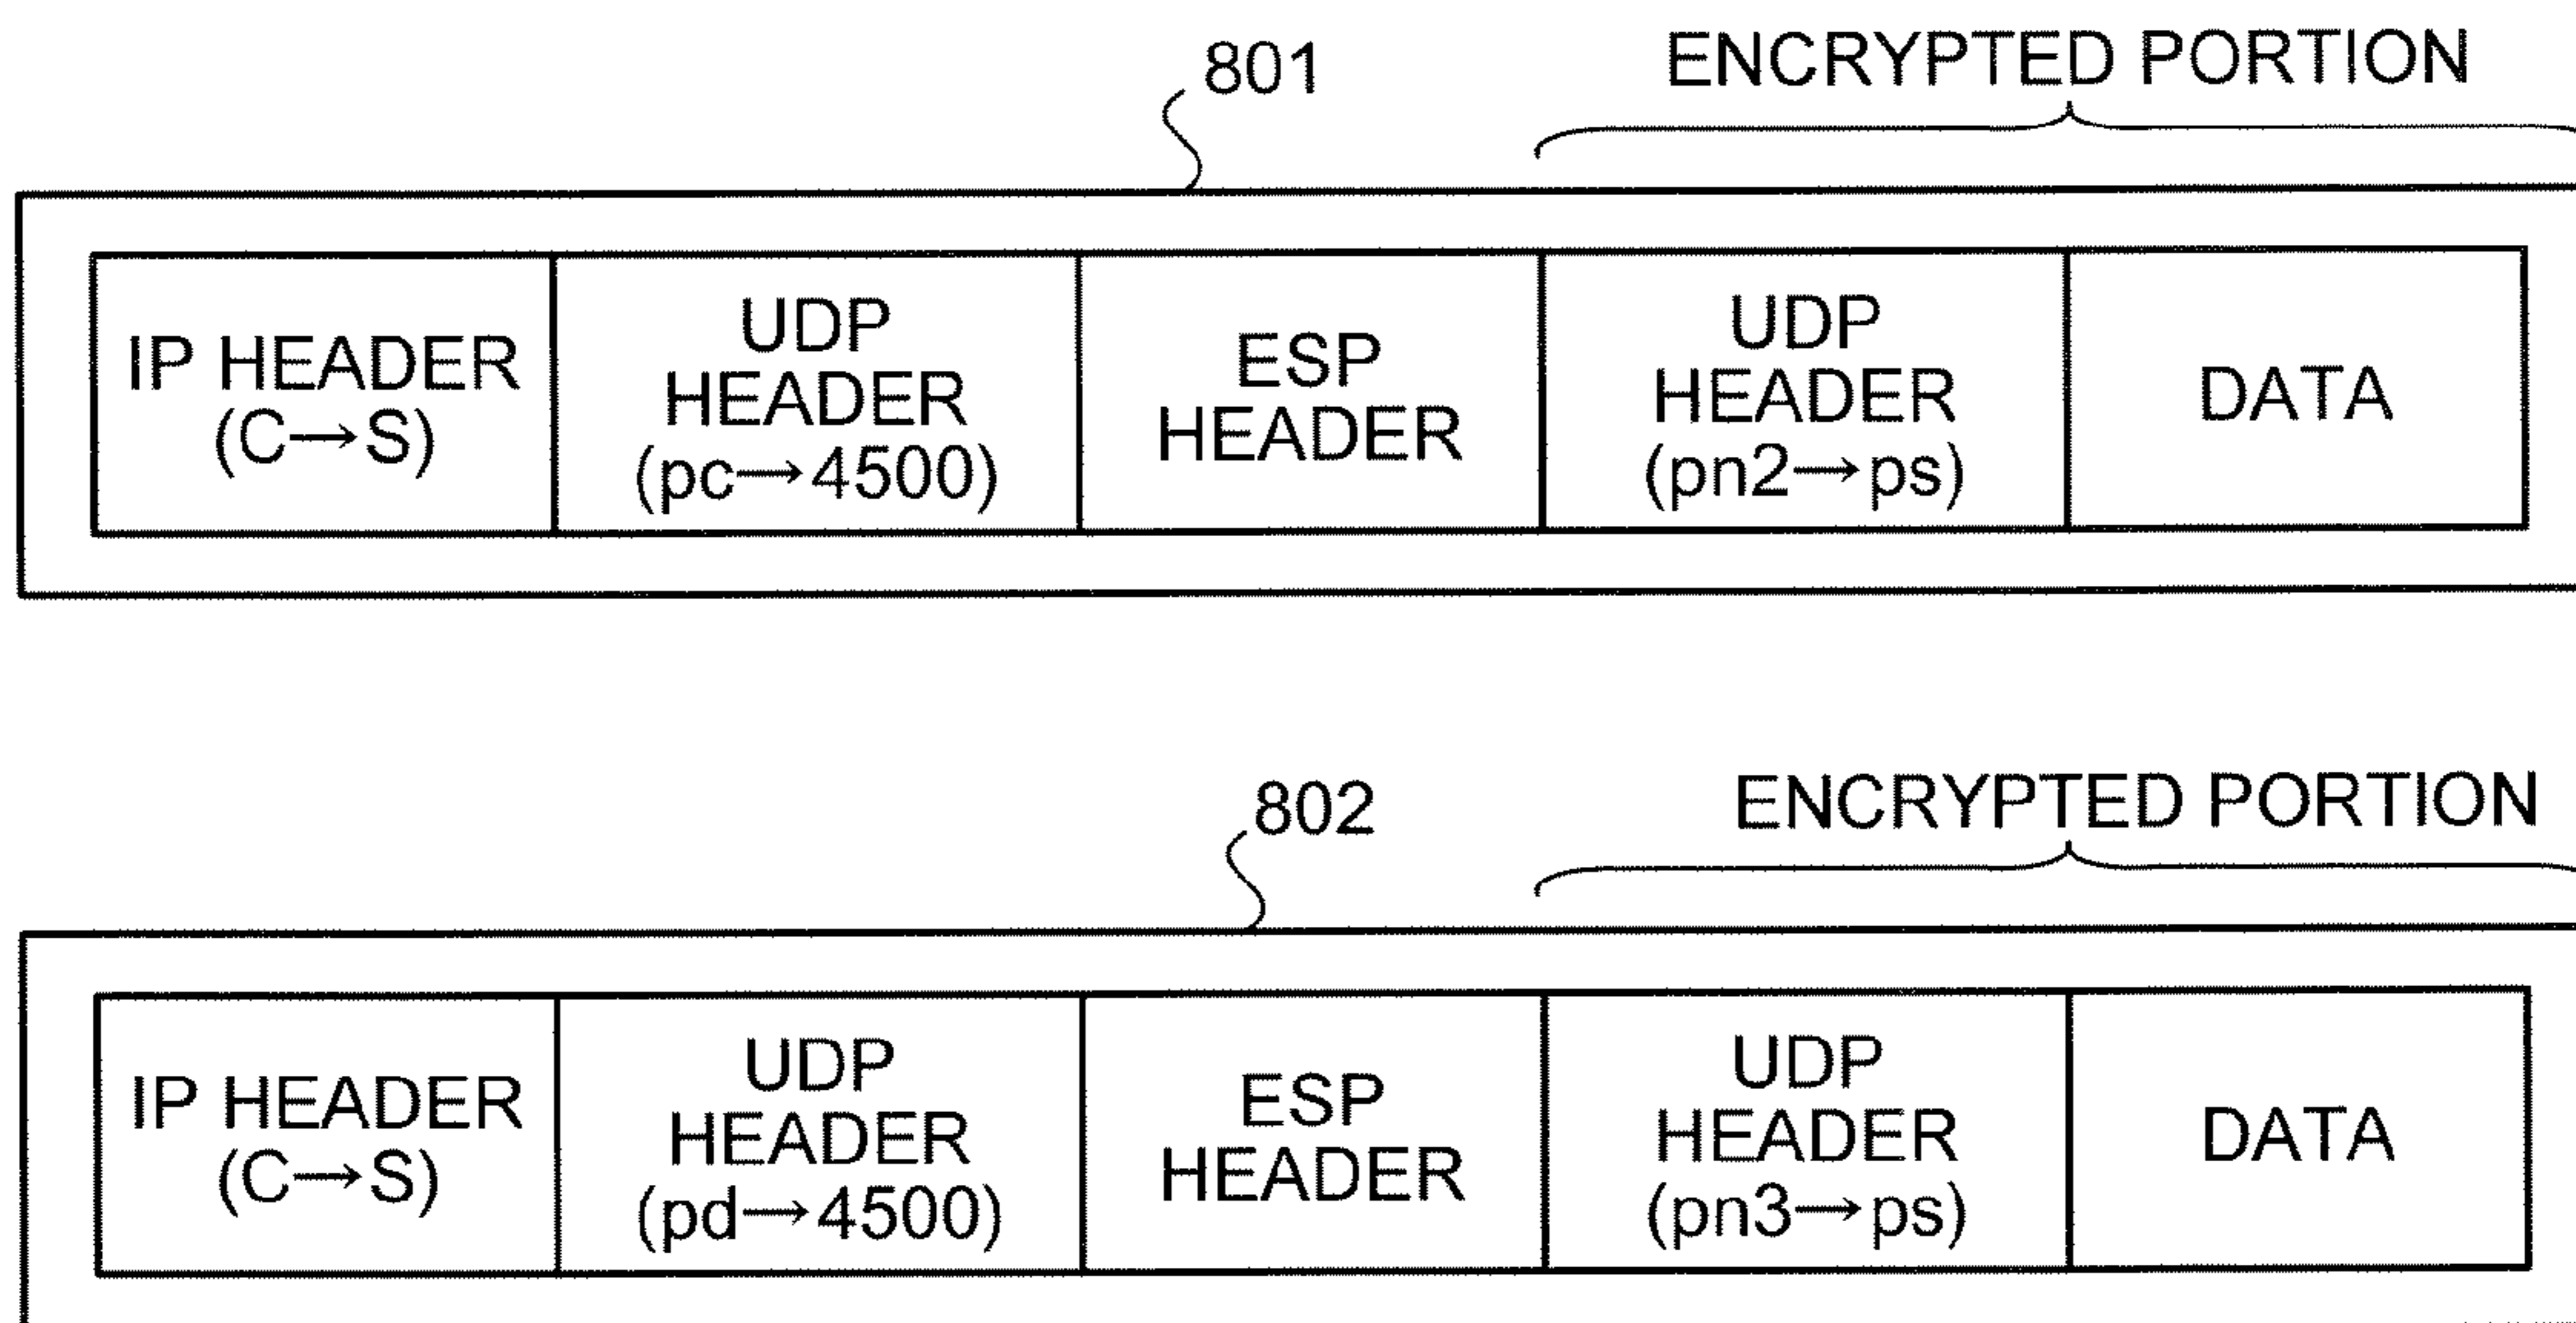 801
ENCRYPTED PORTION
IP HEADER
(C→S)
UDP
HEADER
(pc→4500)
ESP
HEADER
UDP
HEADER
(pn2→ps)
DATA
802
ENCRYPTED PORTION
IP HEADER
(C→S)
UDP
HEADER
(pd→4500)
ESP
HEADER
UDP
HEADER
(pn3→ps)
DATA